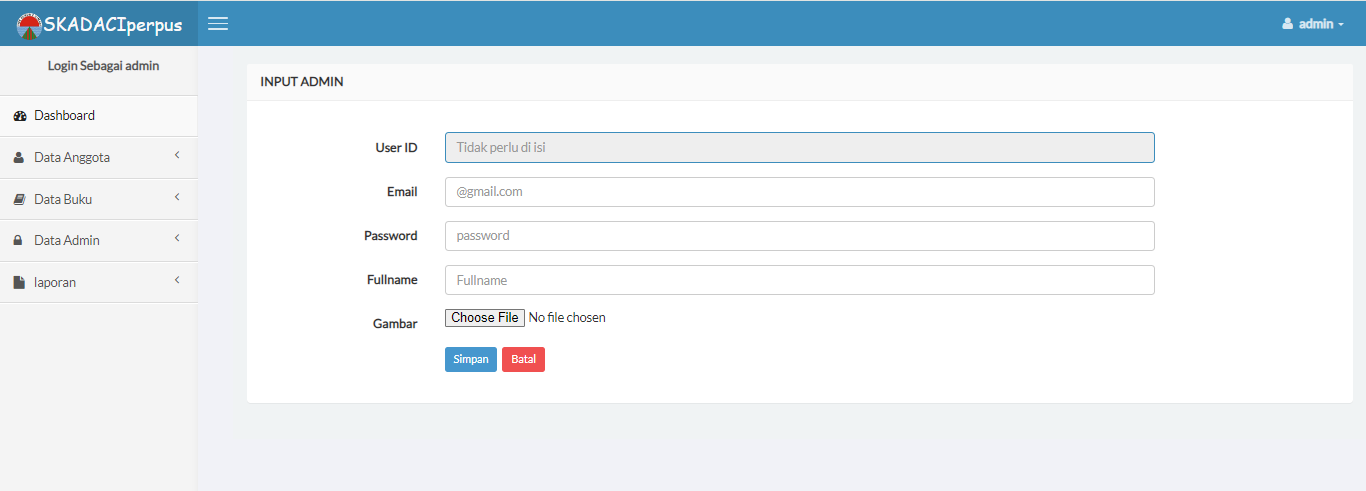 SKADACIperpus
admin
Login Sebagai admin
Dashboard
Data Anggota
Data Buku
Data Admin
laporan
INPUT ADMIN
User ID Tidak perlu di isi
Email @gmail.com
Password password
Fullname Fullname
Gambar Choose File No file chosen
Simpan Batal